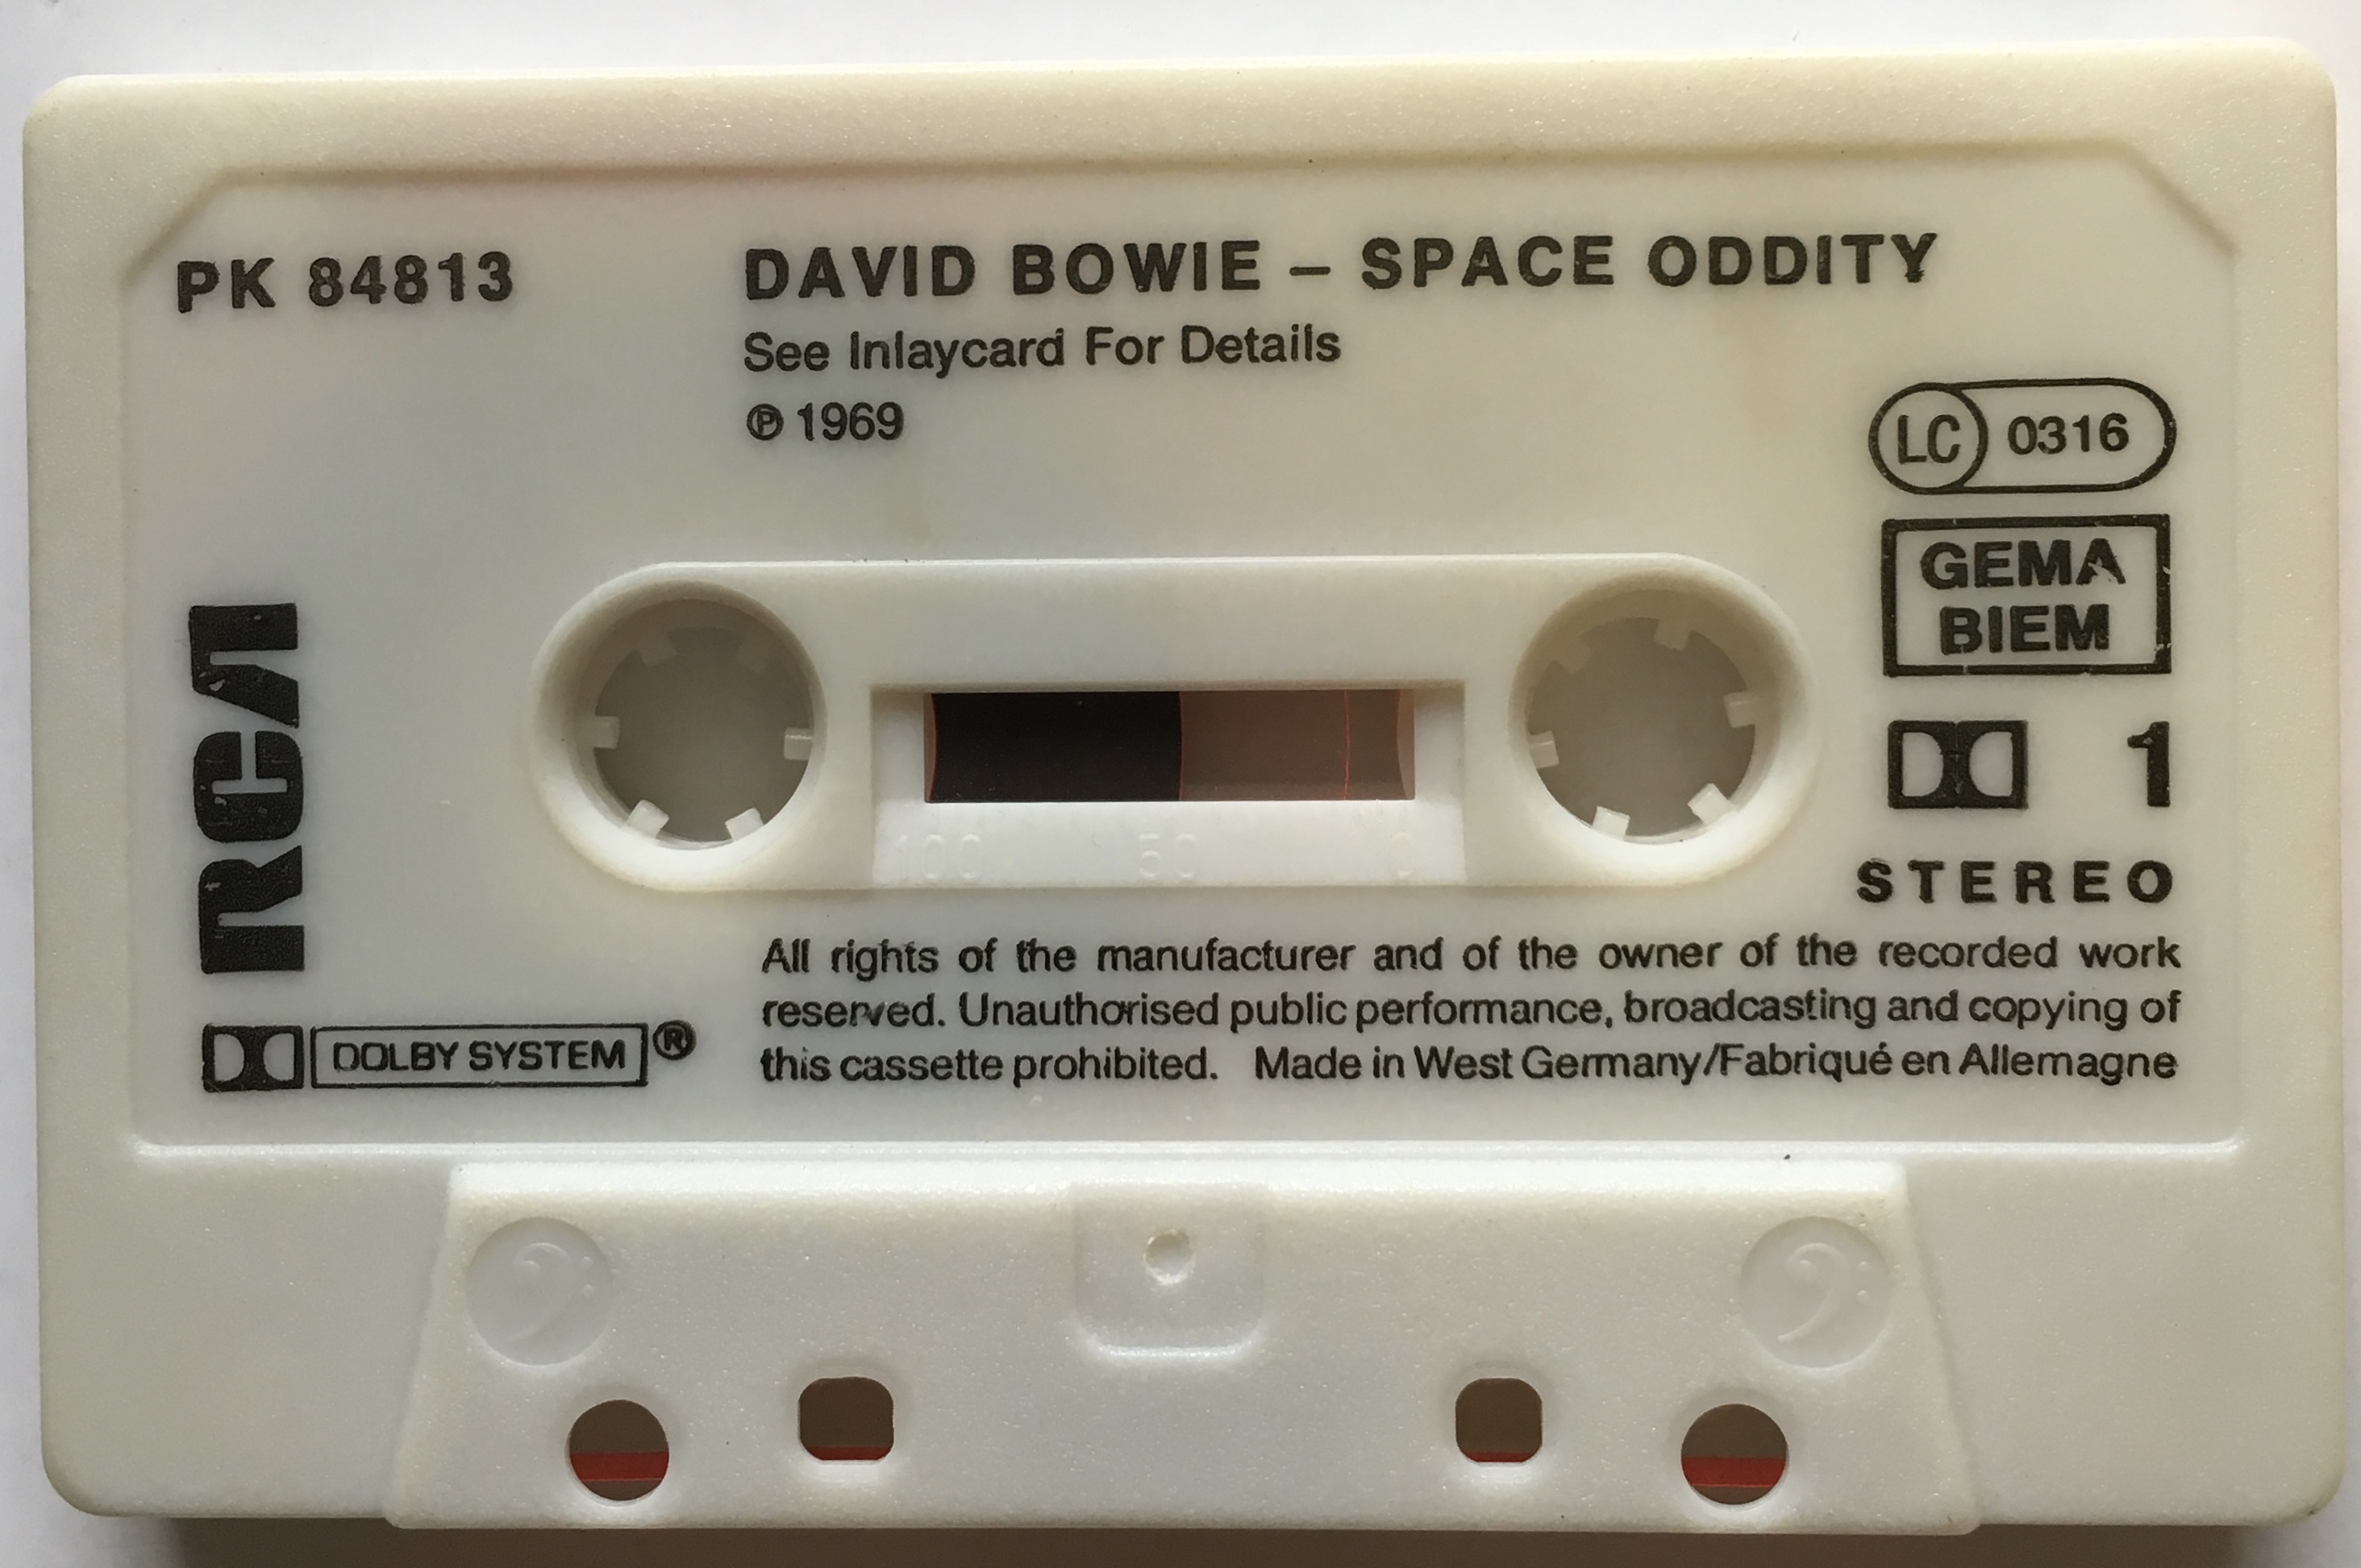 PK 84813
DAVID BOWIE – SPACE ODDITY
See Inlaycard For Details
℗ 1969
LC 0316
GEMA
BIEM
1
STEREO
RCA
100 50 0
DOLBY SYSTEM ®
All rights of the manufacturer and of the owner of the recorded work
reserved. Unauthorised public performance, broadcasting and copying of
this cassette prohibited. Made in West Germany/Fabriqué en Allemagne